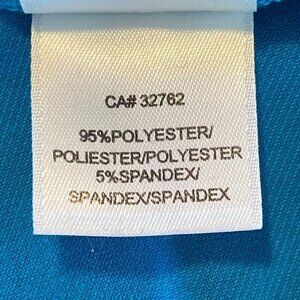 CA# 32762
95%POLYESTER/
POLIESTER/POLYESTER
5%SPANDEX/
SPANDEX/SPANDEX